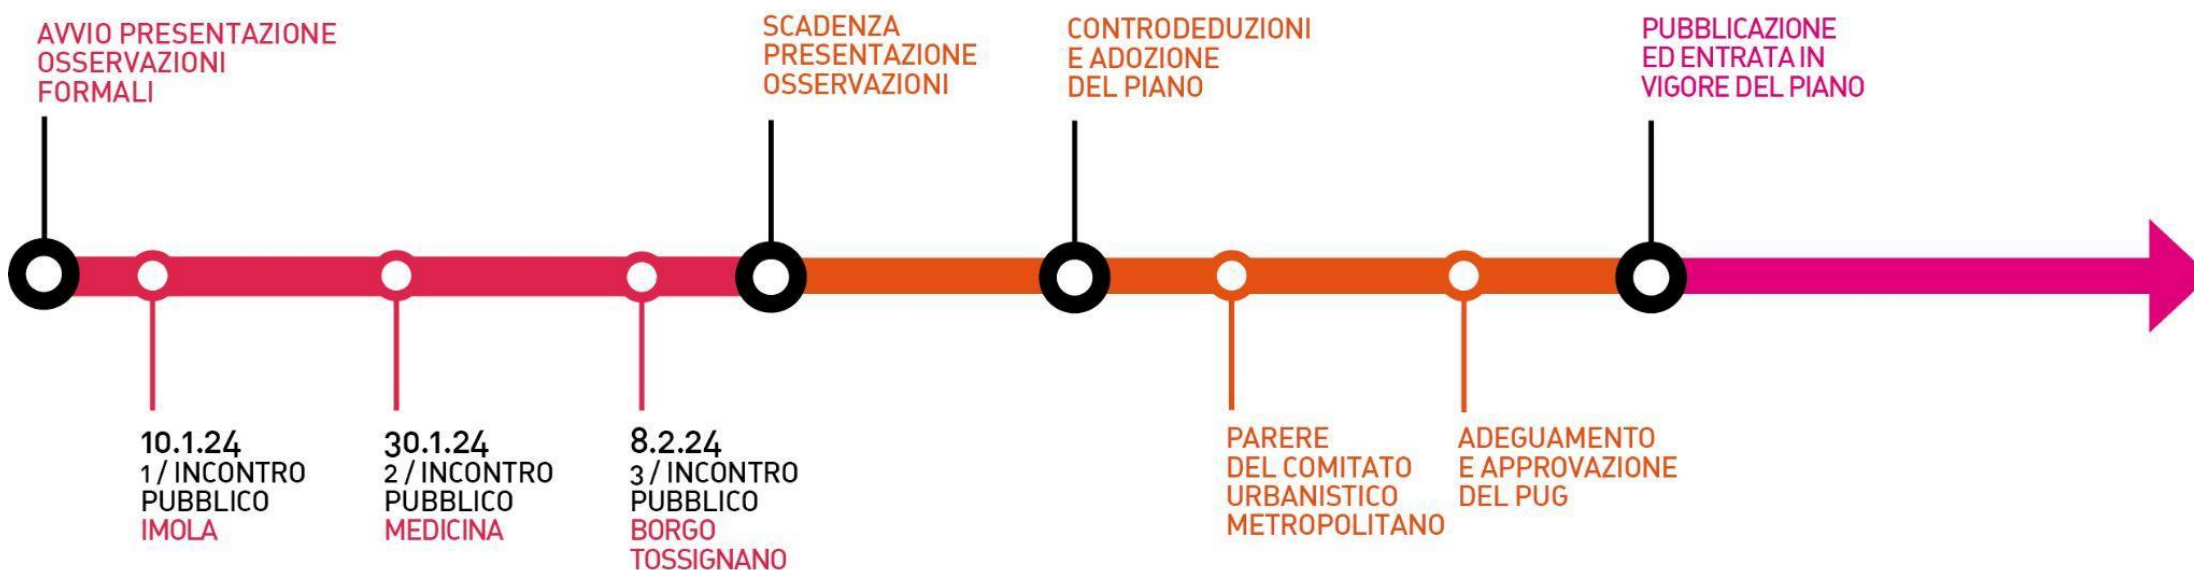 AVVIO PRESENTAZIONE
OSSERVAZIONI
FORMALI
SCADENZA
PRESENTAZIONE
OSSERVAZIONI
CONTRODEDUZIONI
E ADOZIONE
DEL PIANO
PUBBLICAZIONE
ED ENTRATA IN
VIGORE DEL PIANO
10.1.24
1 / INCONTRO
PUBBLICO
IMOLA
30.1.24
2 / INCONTRO
PUBBLICO
MEDICINA
8.2.24
3 / INCONTRO
PUBBLICO
BORGO
TOSSIGNANO
PARERE
DEL COMITATO
URBANISTICO
METROPOLITANO
ADEGUAMENTO
E APPROVAZIONE
DEL PUG